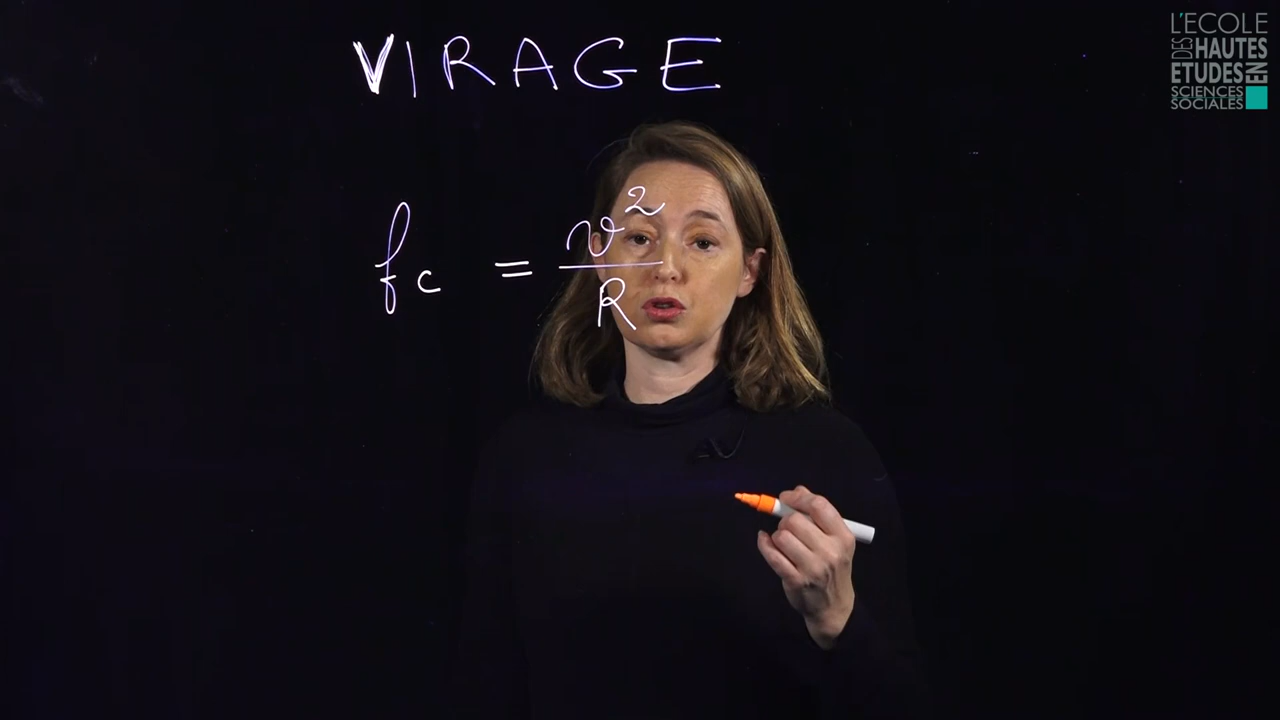 VIRAGE
fc = v²/R
L'ECOLE
DES HAUTES
ETUDES EN
SCIENCES
SOCIALES